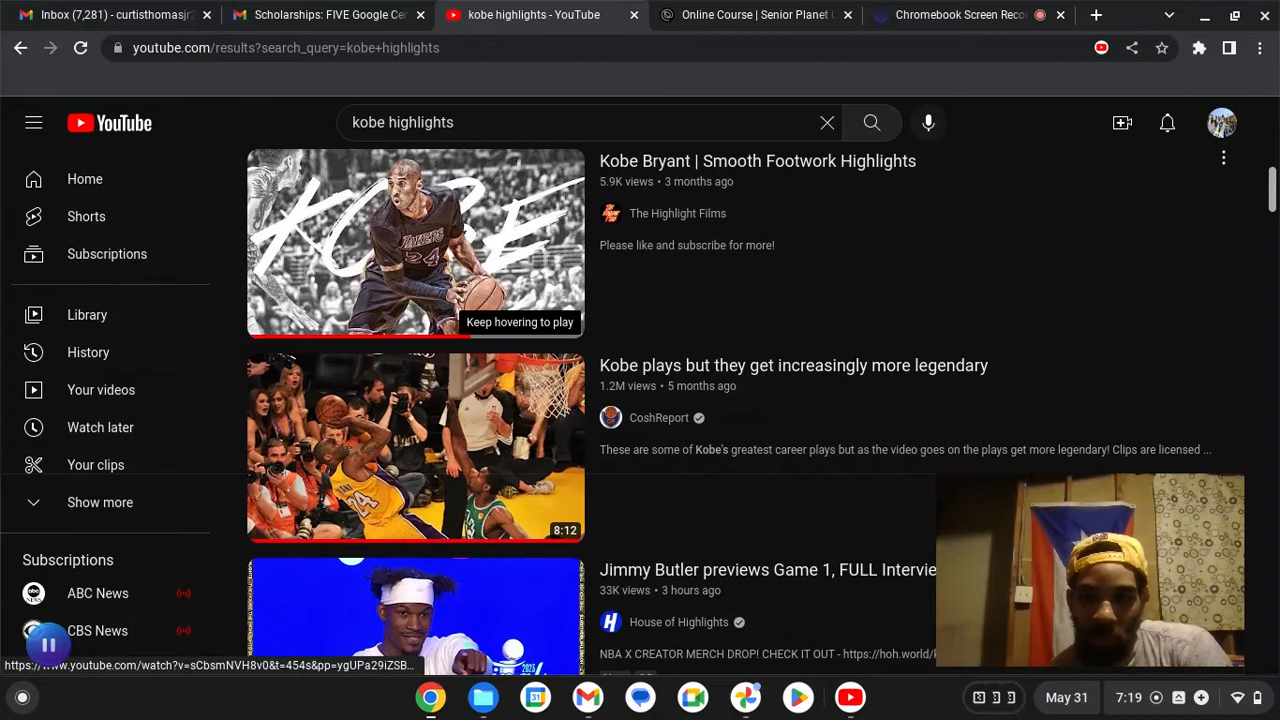 Inbox (7,281) - curtisthomasjr
Scholarships: FIVE Google Cer
kobe highlights - YouTube
Online Course | Senior Planet
Chromebook Screen Reco
youtube.com/results?search_query=kobe+highlights
YouTube
kobe highlights
Home
Shorts
Subscriptions
Library
History
Your videos
Watch later
Your clips
Show more
Subscriptions
ABC News
CBS News
KOBE
LAKERS
24
Keep hovering to play
Kobe Bryant | Smooth Footwork Highlights
5.9K views • 3 months ago
The Highlight Films
Please like and subscribe for more!
24
8:12
Kobe plays but they get increasingly more legendary
1.2M views • 5 months ago
CoshReport
These are some of Kobe's greatest career plays but as the video goes on the plays get more legendary! Clips are licensed ...
Jimmy Butler previews Game 1, FULL Intervie
33K views • 3 hours ago
House of Highlights
NBA X CREATOR MERCH DROP! CHECK IT OUT - https://hoh.world/
https://www.youtube.com/watch?v=sCbsmNVH8v0&t=454s&pp=ygUPa29iZSB...
May 31
7:19